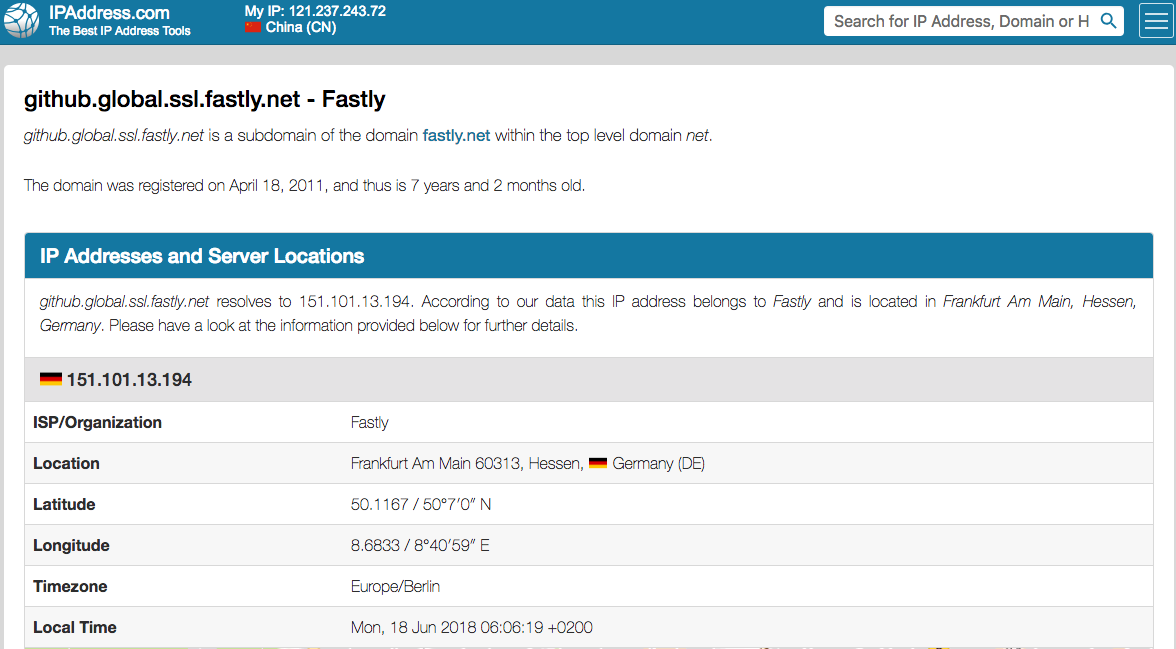 IPAddress.com
The Best IP Address Tools
My IP: 121.237.243.72
China (CN)
Search for IP Address, Domain or H
github.global.ssl.fastly.net - Fastly
github.global.ssl.fastly.net is a subdomain of the domain fastly.net within the top level domain net.
The domain was registered on April 18, 2011, and thus is 7 years and 2 months old.
IP Addresses and Server Locations
github.global.ssl.fastly.net resolves to 151.101.13.194. According to our data this IP address belongs to Fastly and is located in Frankfurt Am Main, Hessen,
Germany. Please have a look at the information provided below for further details.
151.101.13.194
ISP/Organization Fastly
Location Frankfurt Am Main 60313, Hessen, Germany (DE)
Latitude 50.1167 / 50°7′0″ N
Longitude 8.6833 / 8°40′59″ E
Timezone Europe/Berlin
Local Time Mon, 18 Jun 2018 06:06:19 +0200